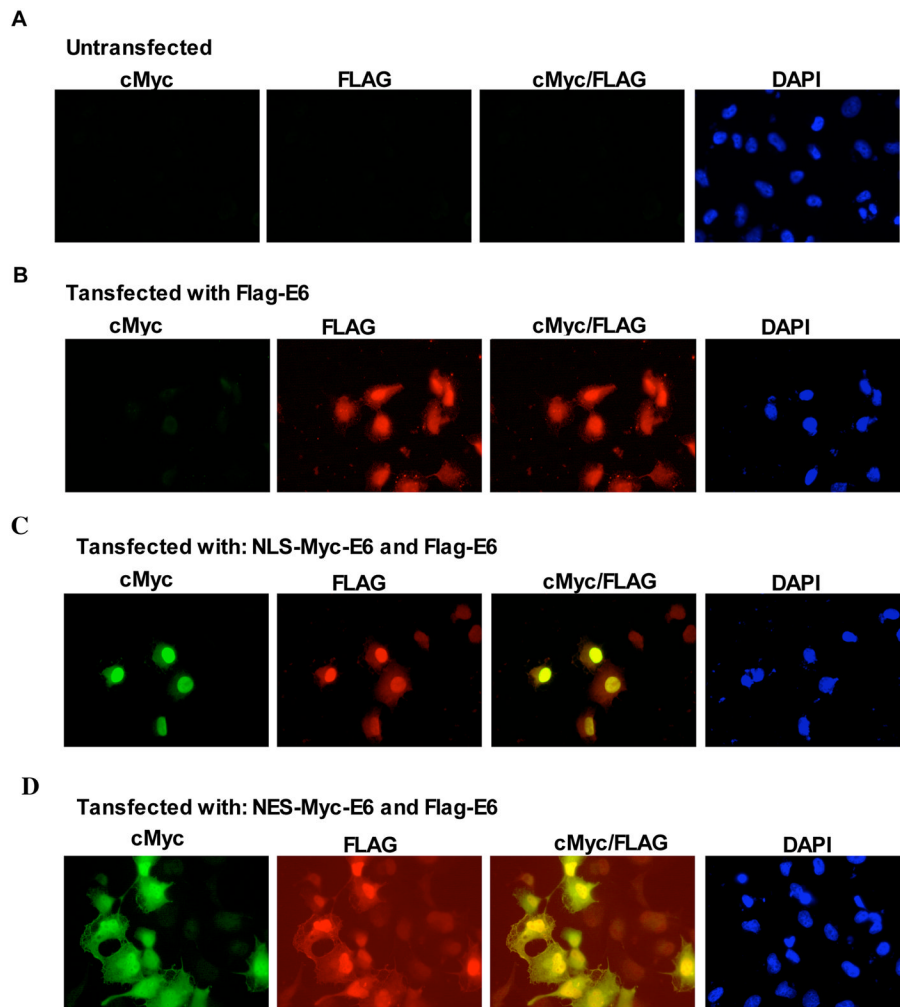 A
Untransfected
cMyc FLAG cMyc/FLAG DAPI
B
Tansfected with Flag-E6
cMyc FLAG cMyc/FLAG DAPI
C
Tansfected with: NLS-Myc-E6 and Flag-E6
cMyc FLAG cMyc/FLAG DAPI
D
Tansfected with: NES-Myc-E6 and Flag-E6
cMyc FLAG cMyc/FLAG DAPI